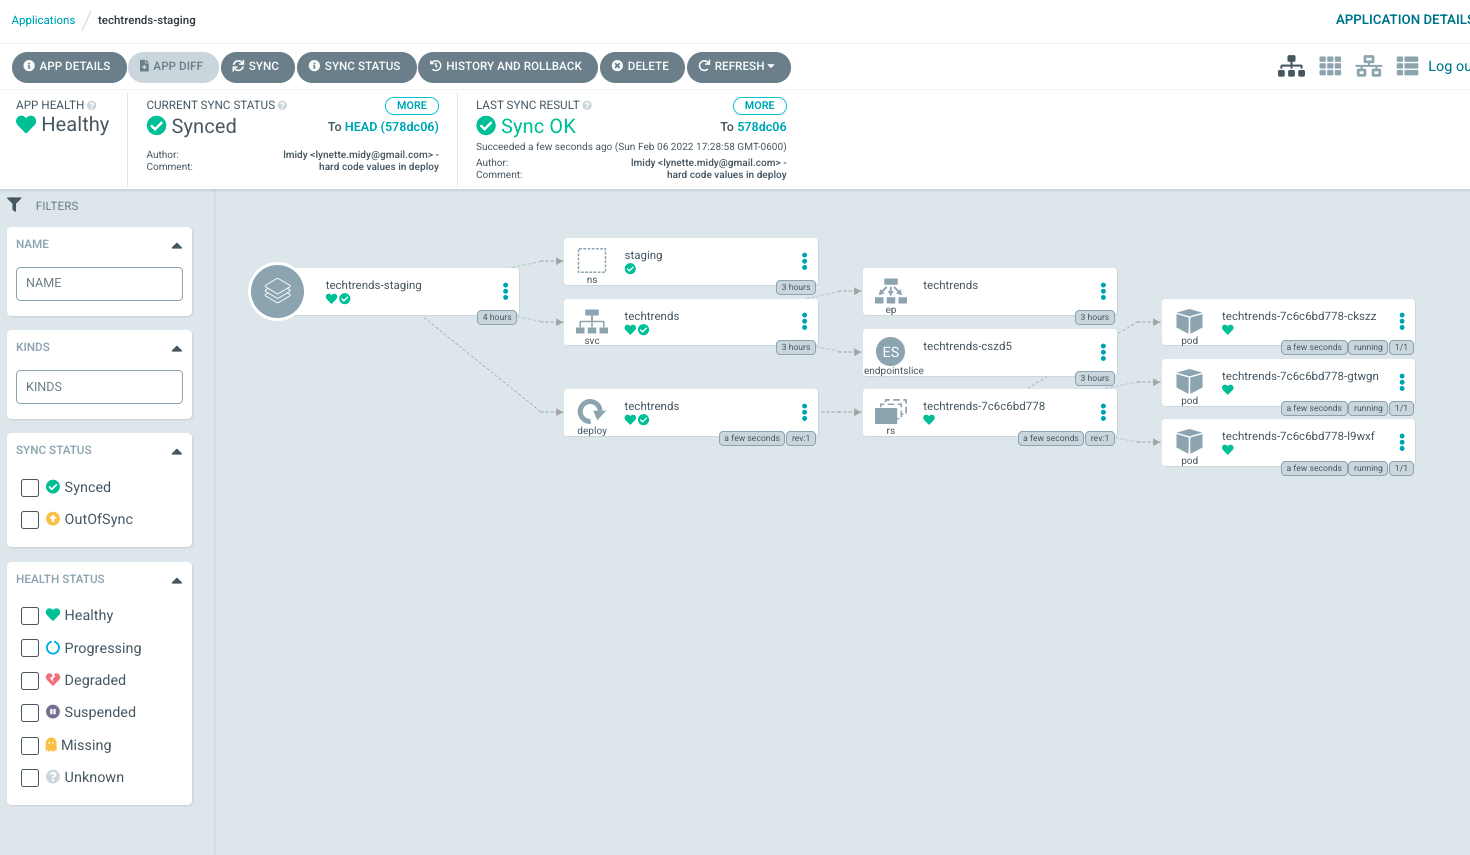 Applications / techtrends-staging
APPLICATION DETAILS
APP DETAILS
APP DIFF
SYNC
SYNC STATUS
HISTORY AND ROLLBACK
DELETE
REFRESH
Log ou
APP HEALTH
Healthy
CURRENT SYNC STATUS
MORE
Synced
To HEAD (578dc06)
Author: lmidy <lynette.midy@gmail.com> -
Comment: hard code values in deploy
LAST SYNC RESULT
MORE
Sync OK
To 578dc06
Succeeded a few seconds ago (Sun Feb 06 2022 17:28:58 GMT-0600)
Author: lmidy <lynette.midy@gmail.com> -
Comment: hard code values in deploy
FILTERS
NAME
NAME
KINDS
KINDS
SYNC STATUS
Synced
OutOfSync
HEALTH STATUS
Healthy
Progressing
Degraded
Suspended
Missing
Unknown
techtrends-staging
4 hours
staging
ns
3 hours
techtrends
svc
3 hours
techtrends
deploy
a few seconds
rev:1
techtrends
ep
3 hours
ES
techtrends-cszd5
endpointslice
3 hours
techtrends-7c6c6bd778
rs
a few seconds
rev:1
techtrends-7c6c6bd778-ckszz
pod
a few seconds
running
1/1
techtrends-7c6c6bd778-gtwgn
pod
a few seconds
running
1/1
techtrends-7c6c6bd778-l9wxf
pod
a few seconds
running
1/1